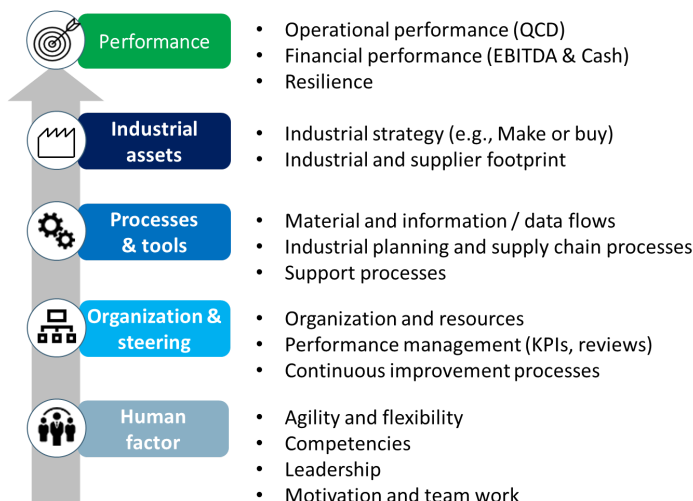 Performance
• Operational performance (QCD)
• Financial performance (EBITDA & Cash)
• Resilience
Industrial
assets
• Industrial strategy (e.g., Make or buy)
• Industrial and supplier footprint
Processes
& tools
• Material and information / data flows
• Industrial planning and supply chain processes
• Support processes
Organization &
steering
• Organization and resources
• Performance management (KPIs, reviews)
• Continuous improvement processes
Human
factor
• Agility and flexibility
• Competencies
• Leadership
• Motivation and team work